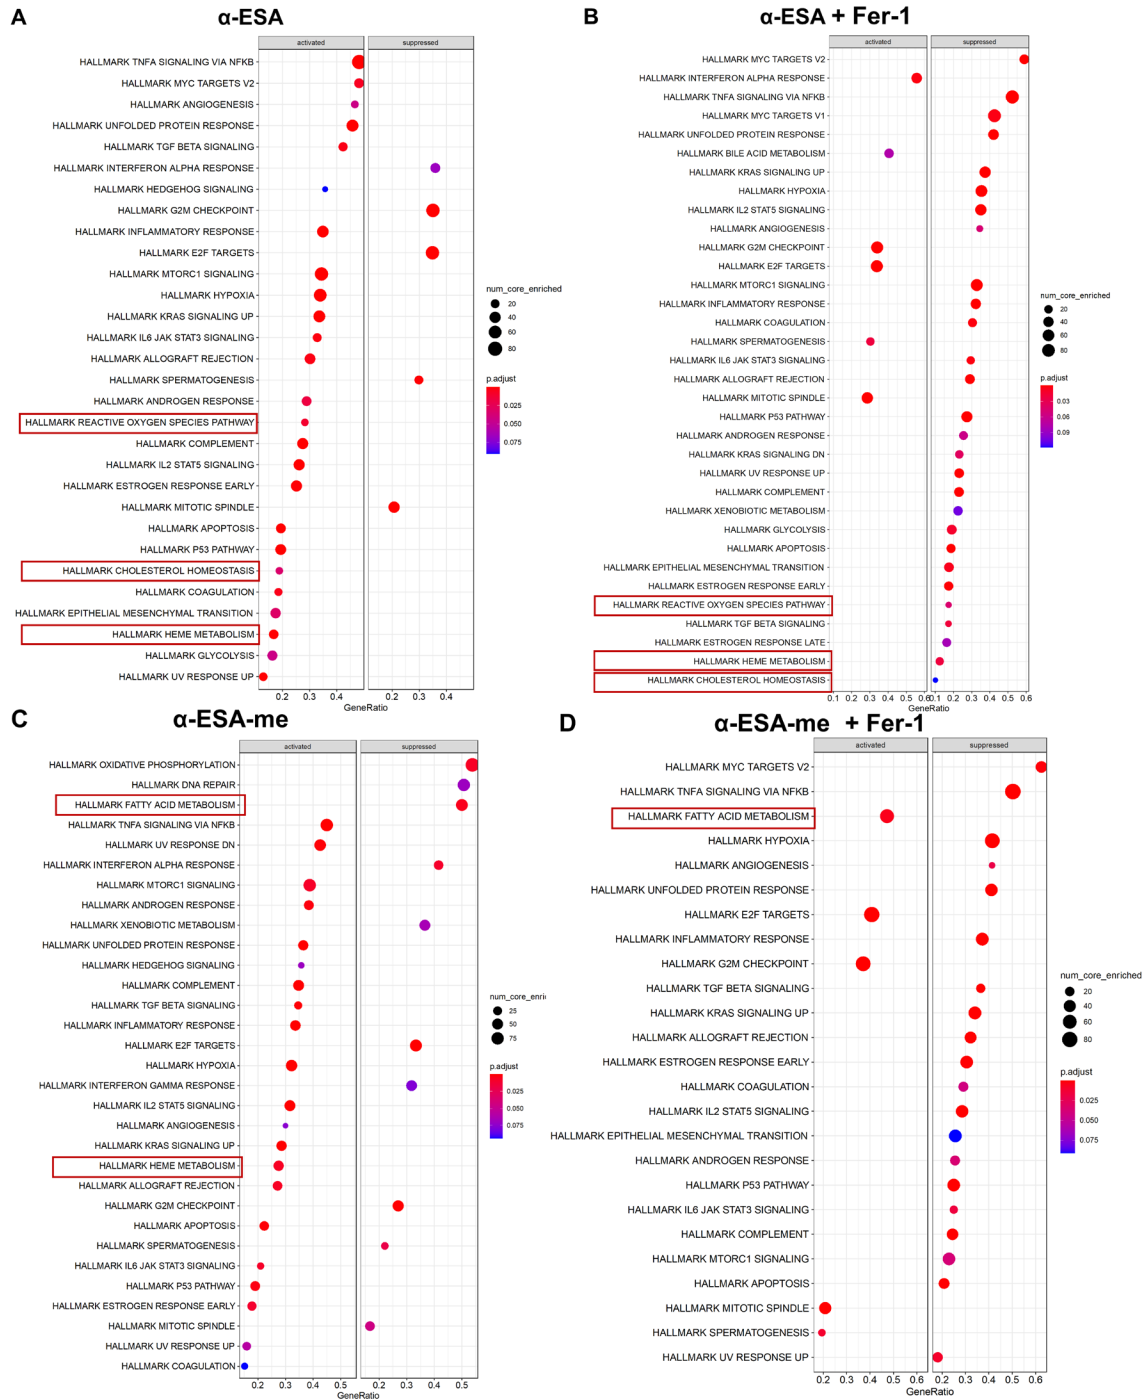 A
α-ESA
activated
suppressed
HALLMARK TNFA SIGNALING VIA NFKB
HALLMARK MYC TARGETS V2
HALLMARK ANGIOGENESIS
HALLMARK UNFOLDED PROTEIN RESPONSE
HALLMARK TGF BETA SIGNALING
HALLMARK INTERFERON ALPHA RESPONSE
HALLMARK HEDGEHOG SIGNALING
HALLMARK G2M CHECKPOINT
HALLMARK INFLAMMATORY RESPONSE
HALLMARK E2F TARGETS
HALLMARK MTORC1 SIGNALING
HALLMARK HYPOXIA
HALLMARK KRAS SIGNALING UP
HALLMARK IL6 JAK STAT3 SIGNALING
HALLMARK ALLOGRAFT REJECTION
HALLMARK SPERMATOGENESIS
HALLMARK ANDROGEN RESPONSE
HALLMARK REACTIVE OXYGEN SPECIES PATHWAY
HALLMARK COMPLEMENT
HALLMARK IL2 STAT5 SIGNALING
HALLMARK ESTROGEN RESPONSE EARLY
HALLMARK MITOTIC SPINDLE
HALLMARK APOPTOSIS
HALLMARK P53 PATHWAY
HALLMARK CHOLESTEROL HOMEOSTASIS
HALLMARK COAGULATION
HALLMARK EPITHELIAL MESENCHYMAL TRANSITION
HALLMARK HEME METABOLISM
HALLMARK GLYCOLYSIS
HALLMARK UV RESPONSE UP
0.2 0.3 0.4 0.2 0.3 0.4
GeneRatio
num_core_enriched
20
40
60
80
p.adjust
0.025
0.050
0.075
B
α-ESA + Fer-1
activated
suppressed
HALLMARK MYC TARGETS V2
HALLMARK INTERFERON ALPHA RESPONSE
HALLMARK TNFA SIGNALING VIA NFKB
HALLMARK MYC TARGETS V1
HALLMARK UNFOLDED PROTEIN RESPONSE
HALLMARK BILE ACID METABOLISM
HALLMARK KRAS SIGNALING UP
HALLMARK HYPOXIA
HALLMARK IL2 STAT5 SIGNALING
HALLMARK ANGIOGENESIS
HALLMARK G2M CHECKPOINT
HALLMARK E2F TARGETS
HALLMARK MTORC1 SIGNALING
HALLMARK INFLAMMATORY RESPONSE
HALLMARK COAGULATION
HALLMARK SPERMATOGENESIS
HALLMARK IL6 JAK STAT3 SIGNALING
HALLMARK ALLOGRAFT REJECTION
HALLMARK MITOTIC SPINDLE
HALLMARK P53 PATHWAY
HALLMARK ANDROGEN RESPONSE
HALLMARK KRAS SIGNALING DN
HALLMARK UV RESPONSE UP
HALLMARK COMPLEMENT
HALLMARK XENOBIOTIC METABOLISM
HALLMARK GLYCOLYSIS
HALLMARK APOPTOSIS
HALLMARK EPITHELIAL MESENCHYMAL TRANSITION
HALLMARK ESTROGEN RESPONSE EARLY
HALLMARK REACTIVE OXYGEN SPECIES PATHWAY
HALLMARK TGF BETA SIGNALING
HALLMARK ESTROGEN RESPONSE LATE
HALLMARK HEME METABOLISM
HALLMARK CHOLESTEROL HOMEOSTASIS
0.1 0.2 0.3 0.4 0.5 0.6 0.1 0.2 0.3 0.4 0.5 0.6
GeneRatio
num_core_enriched
20
40
60
80
p.adjust
0.03
0.06
0.09
C
α-ESA-me
activated
suppressed
HALLMARK OXIDATIVE PHOSPHORYLATION
HALLMARK DNA REPAIR
HALLMARK FATTY ACID METABOLISM
HALLMARK TNFA SIGNALING VIA NFKB
HALLMARK UV RESPONSE DN
HALLMARK INTERFERON ALPHA RESPONSE
HALLMARK MTORC1 SIGNALING
HALLMARK ANDROGEN RESPONSE
HALLMARK XENOBIOTIC METABOLISM
HALLMARK UNFOLDED PROTEIN RESPONSE
HALLMARK HEDGEHOG SIGNALING
HALLMARK COMPLEMENT
HALLMARK TGF BETA SIGNALING
HALLMARK INFLAMMATORY RESPONSE
HALLMARK E2F TARGETS
HALLMARK HYPOXIA
HALLMARK INTERFERON GAMMA RESPONSE
HALLMARK IL2 STAT5 SIGNALING
HALLMARK ANGIOGENESIS
HALLMARK KRAS SIGNALING UP
HALLMARK HEME METABOLISM
HALLMARK ALLOGRAFT REJECTION
HALLMARK G2M CHECKPOINT
HALLMARK APOPTOSIS
HALLMARK SPERMATOGENESIS
HALLMARK IL6 JAK STAT3 SIGNALING
HALLMARK P53 PATHWAY
HALLMARK ESTROGEN RESPONSE EARLY
HALLMARK MITOTIC SPINDLE
HALLMARK UV RESPONSE UP
HALLMARK COAGULATION
0.2 0.3 0.4 0.5 0.2 0.3 0.4 0.5
GeneRatio
num_core_enri
25
50
75
p.adjust
0.025
0.050
0.075
D
α-ESA-me + Fer-1
activated
suppressed
HALLMARK MYC TARGETS V2
HALLMARK TNFA SIGNALING VIA NFKB
HALLMARK FATTY ACID METABOLISM
HALLMARK HYPOXIA
HALLMARK ANGIOGENESIS
HALLMARK UNFOLDED PROTEIN RESPONSE
HALLMARK E2F TARGETS
HALLMARK INFLAMMATORY RESPONSE
HALLMARK G2M CHECKPOINT
HALLMARK TGF BETA SIGNALING
HALLMARK KRAS SIGNALING UP
HALLMARK ALLOGRAFT REJECTION
HALLMARK ESTROGEN RESPONSE EARLY
HALLMARK COAGULATION
HALLMARK IL2 STAT5 SIGNALING
HALLMARK EPITHELIAL MESENCHYMAL TRANSITION
HALLMARK ANDROGEN RESPONSE
HALLMARK P53 PATHWAY
HALLMARK IL6 JAK STAT3 SIGNALING
HALLMARK COMPLEMENT
HALLMARK MTORC1 SIGNALING
HALLMARK APOPTOSIS
HALLMARK MITOTIC SPINDLE
HALLMARK SPERMATOGENESIS
HALLMARK UV RESPONSE UP
0.2 0.3 0.4 0.5 0.6 0.2 0.3 0.4 0.5 0.6
GeneRatio
num_core_enriched
20
40
60
80
p.adjust
0.025
0.050
0.075